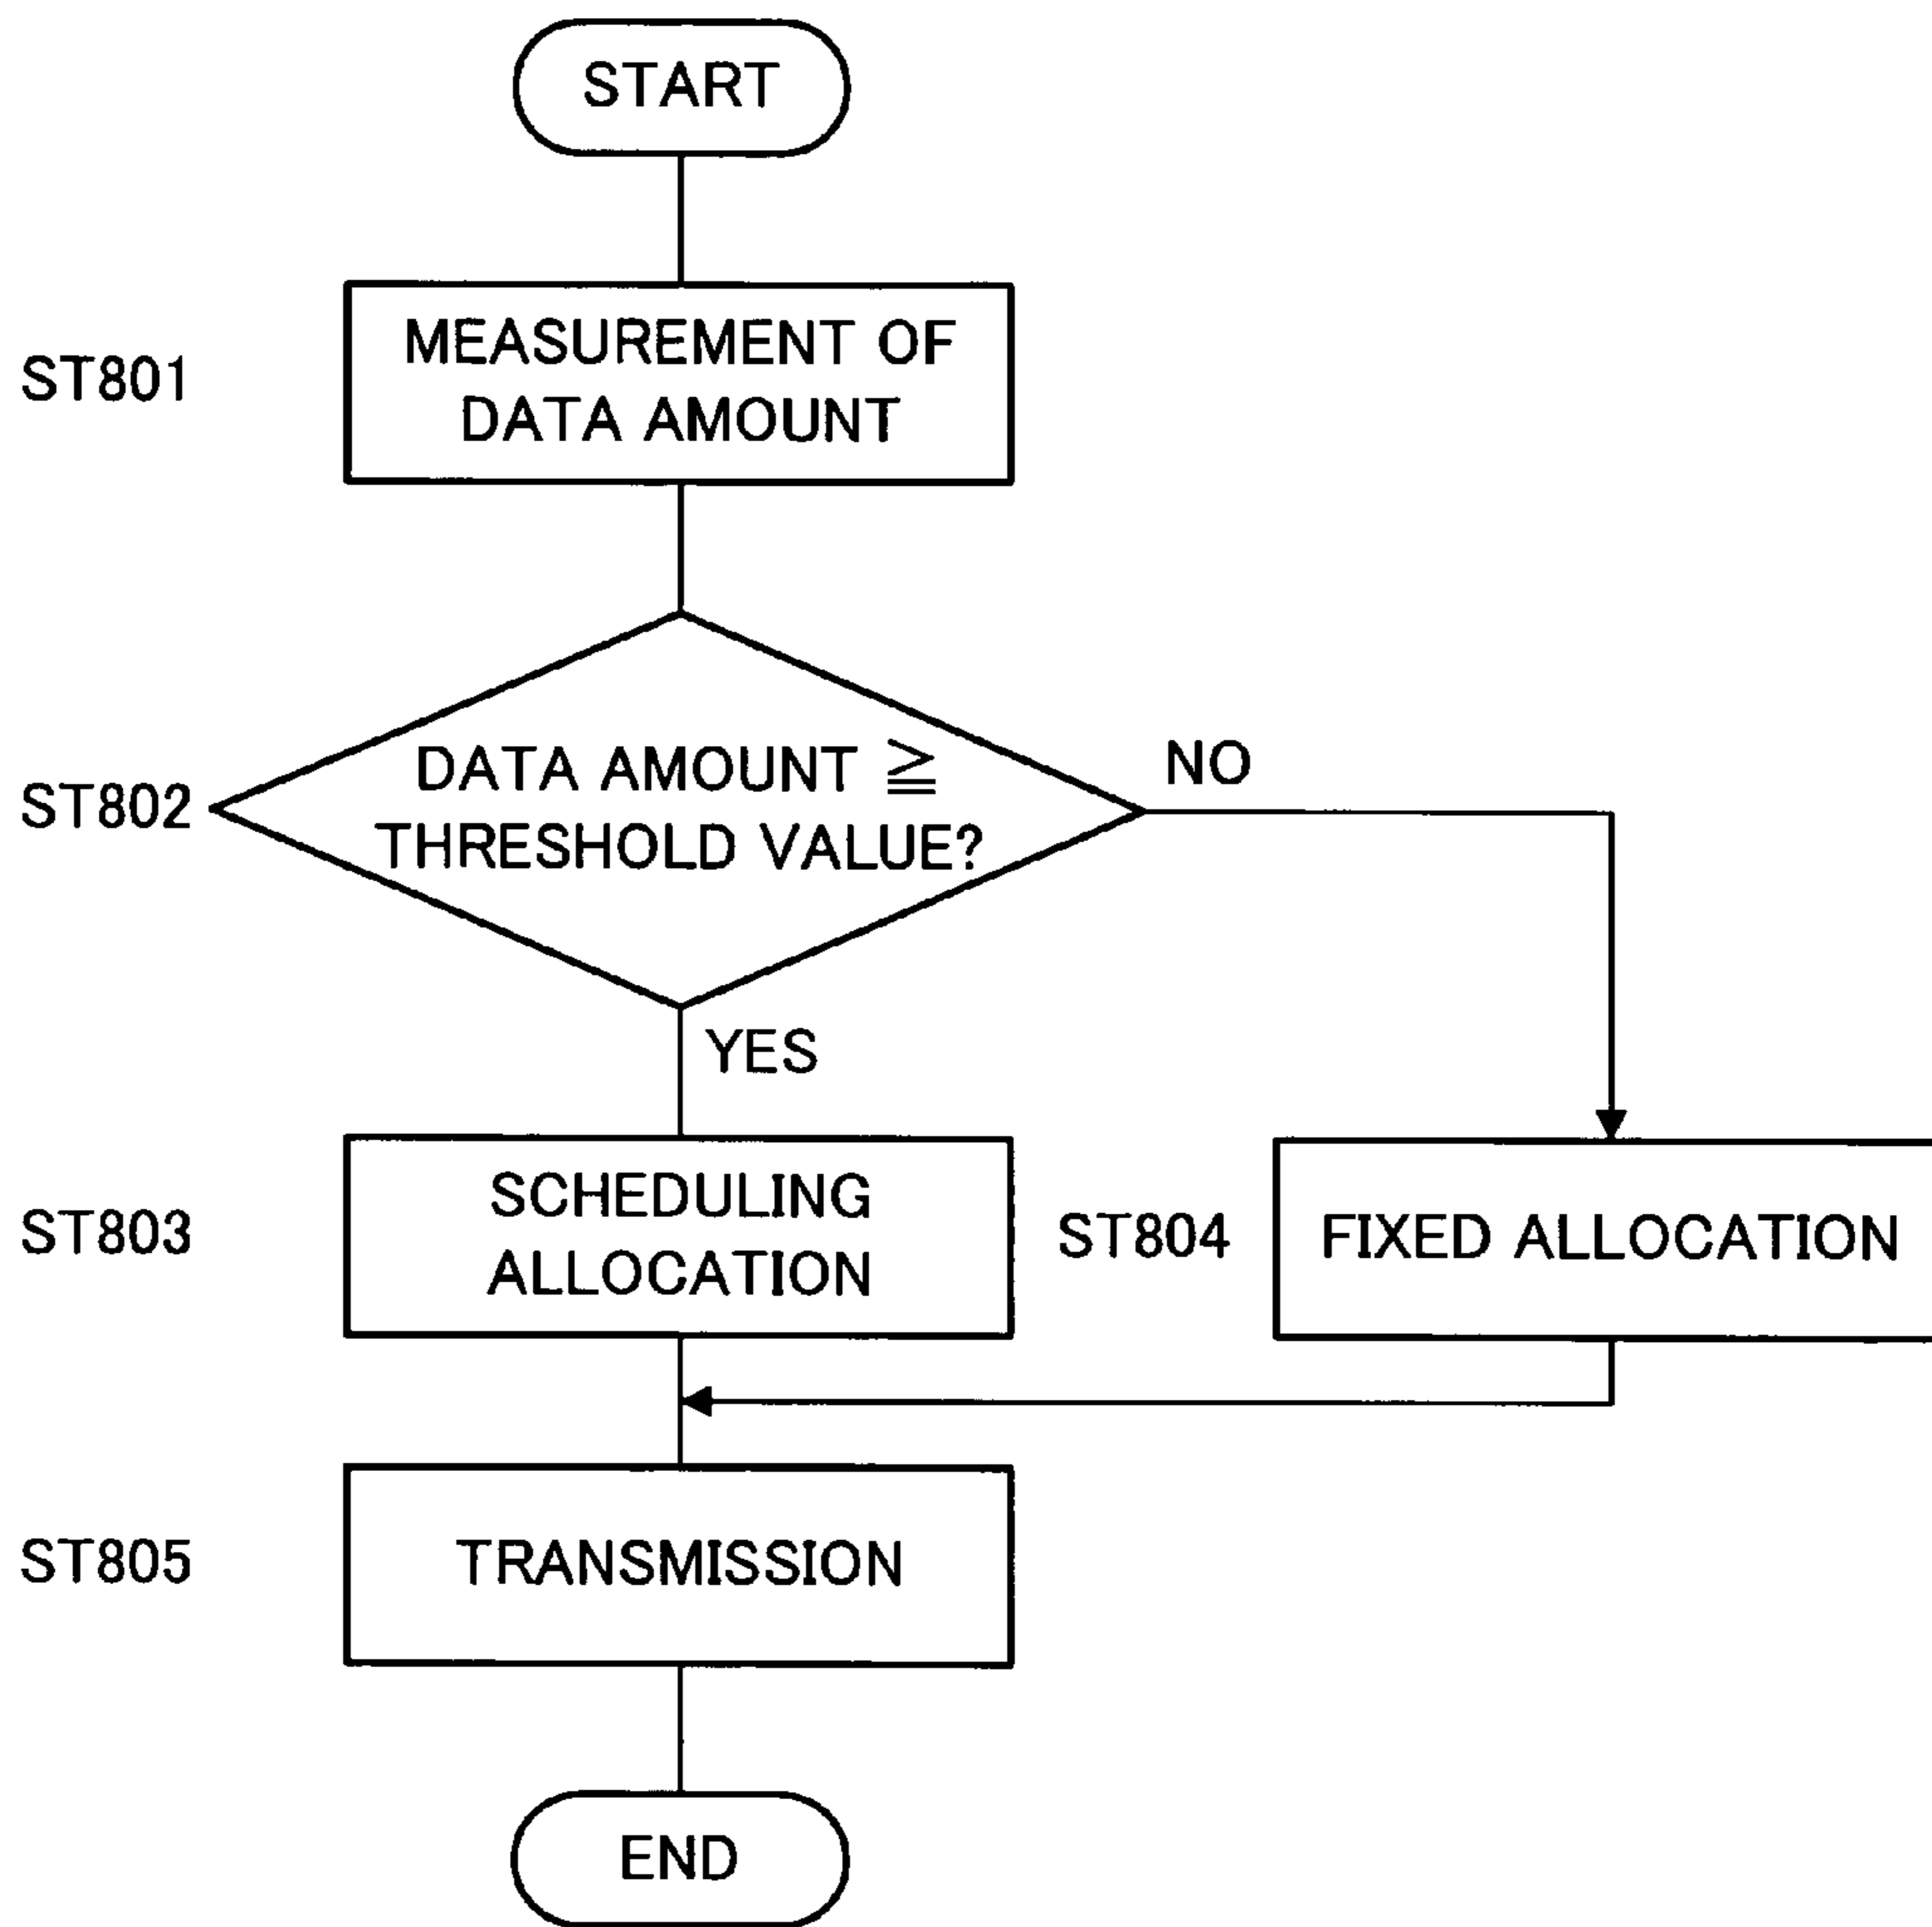 START
ST801
MEASUREMENT OF
DATA AMOUNT
ST802
DATA AMOUNT ≧
THRESHOLD VALUE?
NO
YES
ST803
SCHEDULING
ALLOCATION
ST804
FIXED ALLOCATION
ST805
TRANSMISSION
END